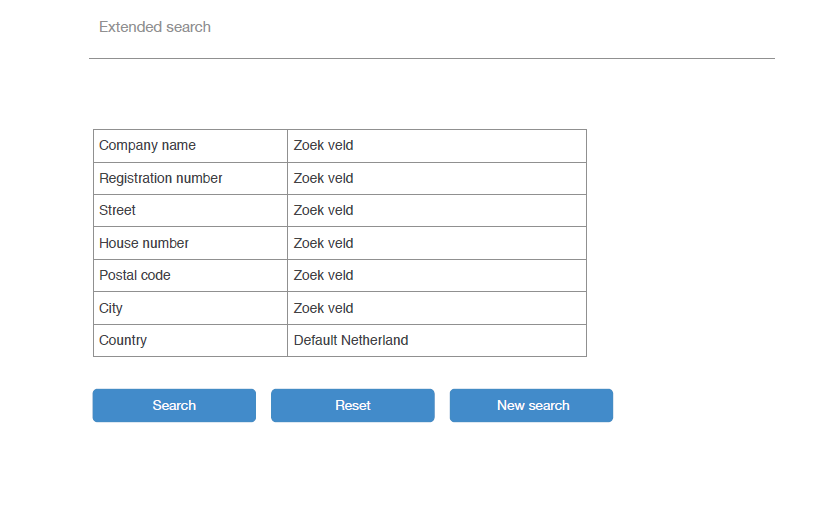 Extended search
Company name Zoek veld
Registration number Zoek veld
Street Zoek veld
House number Zoek veld
Postal code Zoek veld
City Zoek veld
Country Default Netherland
Search Reset New search